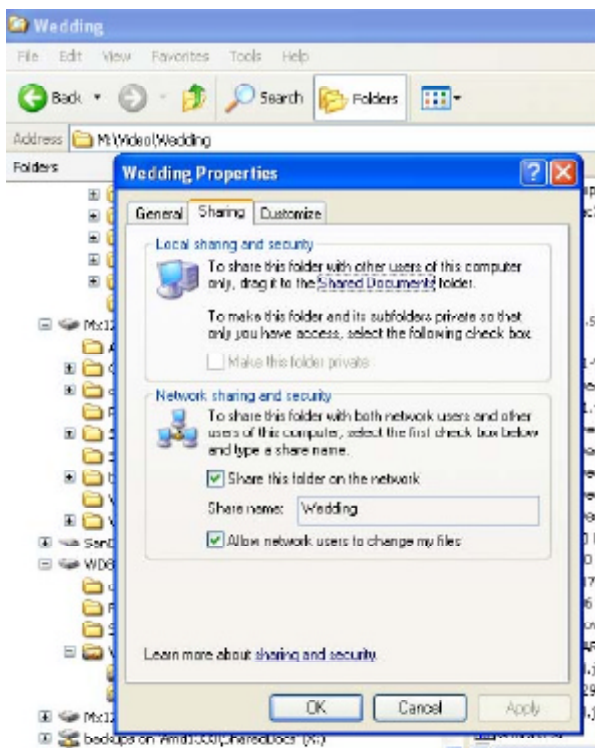 Wedding
File Edit View Favorites Tools Help
Back Search Folders
Address M:\Video\Wedding
Folders
Wedding Properties
General Sharing Customize
Local sharing and security
To share this folder with other users of this computer
only, drag it to the Shared Documents folder.
To make this folder and its subfolders private so that
only you have access, select the following check box.
Make this folder private
Network sharing and security
To share this folder with both network users and other
users of this computer, select the first check box below
and type a share name.
Share this folder on the network
Share name: Wedding
Allow network users to change my files
Learn more about sharing and security.
OK Cancel Apply
backups on